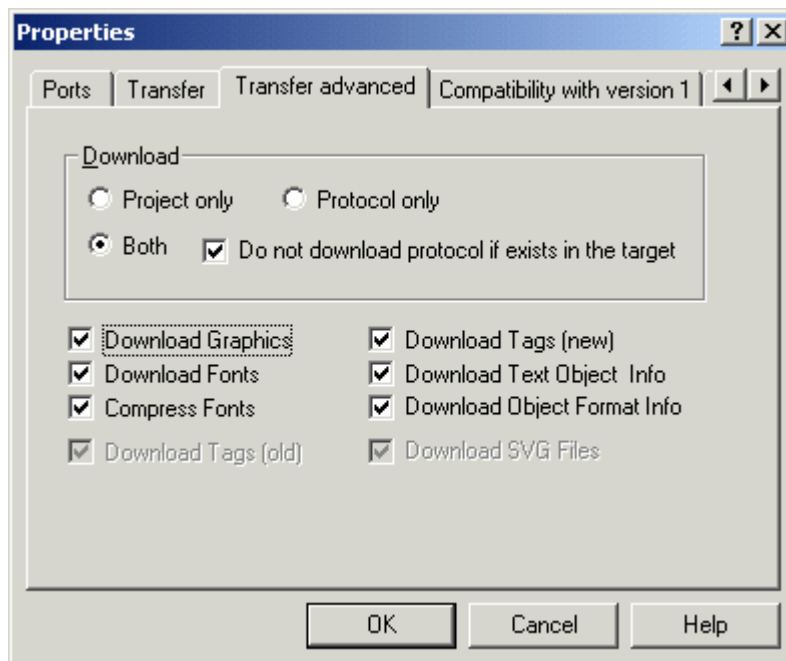 Properties
Ports Transfer Transfer advanced Compatibility with version 1
Download
Project only Protocol only
Both Do not download protocol if exists in the target
Download Graphics Download Tags (new)
Download Fonts Download Text Object Info
Compress Fonts Download Object Format Info
Download Tags (old) Download SVG Files
OK Cancel Help